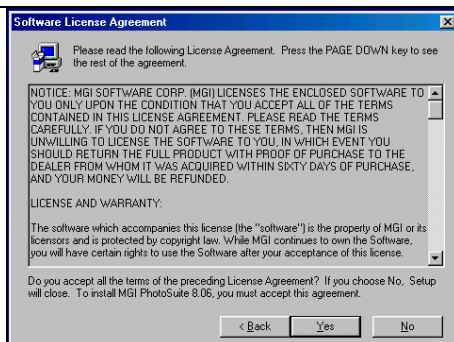 Software License Agreement
Please read the following License Agreement. Press the PAGE DOWN key to see
the rest of the agreement.
NOTICE: MGI SOFTWARE CORP. (MGI) LICENSES THE ENCLOSED SOFTWARE TO
YOU ONLY UPON THE CONDITION THAT YOU ACCEPT ALL OF THE TERMS
CONTAINED IN THIS LICENSE AGREEMENT. PLEASE READ THE TERMS
CAREFULLY. IF YOU DO NOT AGREE TO THESE TERMS, THEN MGI IS
UNWILLING TO LICENSE THE SOFTWARE TO YOU, IN WHICH EVENT YOU
SHOULD RETURN THE FULL PRODUCT WITH PROOF OF PURCHASE TO THE
DEALER FROM WHOM IT WAS ACQUIRED WITHIN SIXTY DAYS OF PURCHASE,
AND YOUR MONEY WILL BE REFUNDED.
LICENSE AND WARRANTY:
The software which accompanies this license (the "software") is the property of MGI or its
licensors and is protected by copyright law. While MGI continues to own the Software,
you will have certain rights to use the Software after your acceptance of this license.
Do you accept all the terms of the preceding License Agreement? If you choose No, Setup
will close. To install MGI PhotoSuite 8.06, you must accept this agreement.
< Back
Yes
No